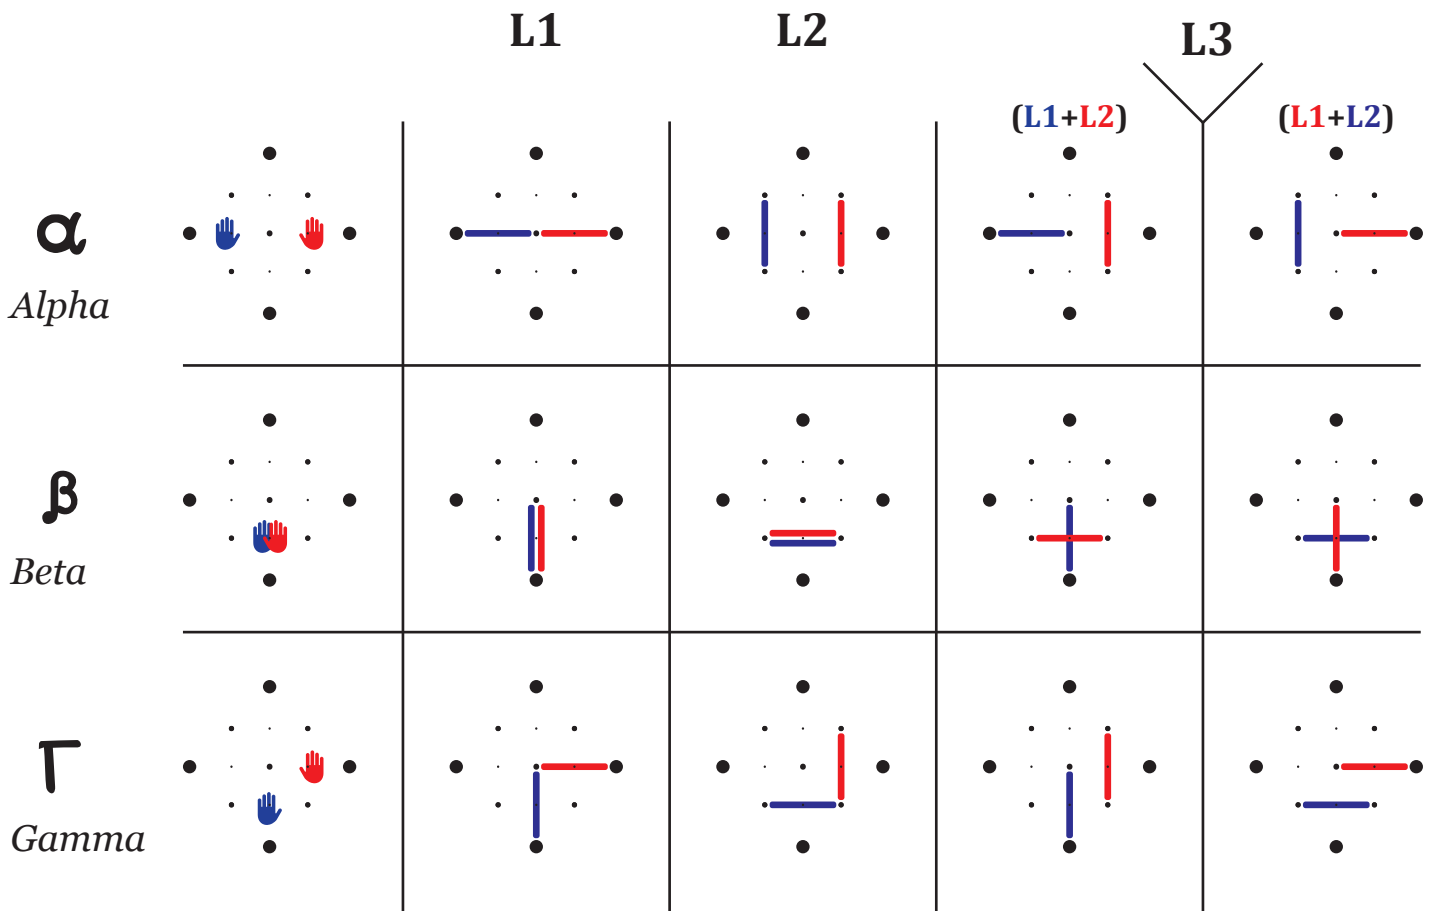 L1 L2 L3
(L1+L2) (L1+L2)
α
Alpha
β
Beta
Γ
Gamma